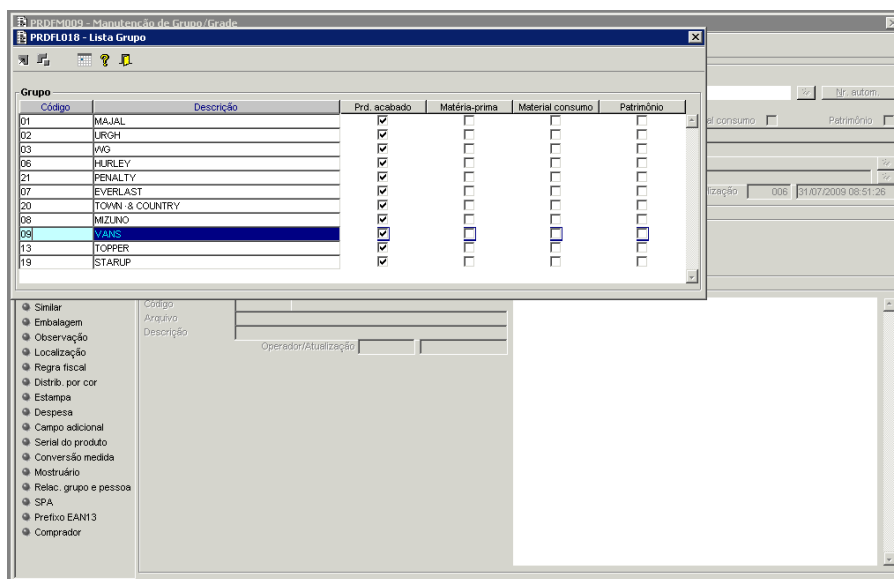 PRDFM009 - Manutenção de Grupo/Grade
PRDFL018 - Lista Grupo
Grupo
Código Descrição Prd. acabado Matéria-prima Material consumo Patrimônio
01 MAJAL
02 URGH
03 WG
06 HURLEY
21 PENALTY
07 EVERLAST
20 TOWN & COUNTRY
08 MIZUNO
09 VANS
13 TOPPER
19 STARUP
Nr. autom.
al consumo Patrimônio
lização 006 31/07/2009 08:51:26
Similar
Embalagem
Observação
Localização
Regra fiscal
Distrib. por cor
Estampa
Despesa
Campo adicional
Serial do produto
Conversão medida
Mostruário
Relac. grupo e pessoa
SPA
Prefixo EAN13
Comprador
Código
Arquivo
Descrição
Operador/Atualização